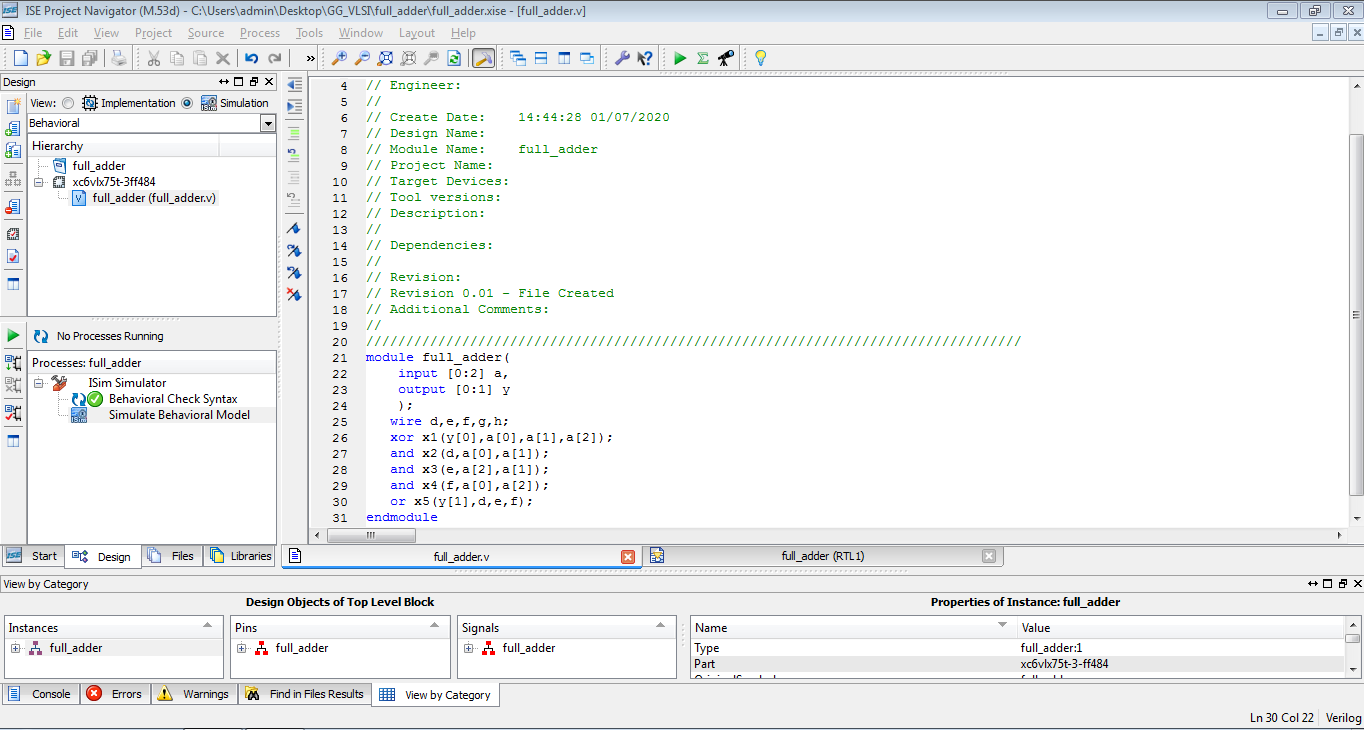 ISE Project Navigator (M.53d) - C:\Users\admin\Desktop\GG_VLSI\full_adder\full_adder.xise - [full_adder.v]
File Edit View Project Source Process Tools Window Layout Help
Design
View: Implementation Simulation
Behavioral
Hierarchy
full_adder
xc6vlx75t-3ff484
full_adder (full_adder.v)
No Processes Running
Processes: full_adder
ISim Simulator
Behavioral Check Syntax
Simulate Behavioral Model
Start Design Files Libraries
4 // Engineer:
5 //
6 // Create Date:    14:44:28 01/07/2020
7 // Design Name:
8 // Module Name:    full_adder
9 // Project Name:
10 // Target Devices:
11 // Tool versions:
12 // Description:
13 //
14 // Dependencies:
15 //
16 // Revision:
17 // Revision 0.01 - File Created
18 // Additional Comments:
19 //
20 //////////////////////////////////////////////////////////////////////////////////
21 module full_adder(
22     input [0:2] a,
23     output [0:1] y
24     );
25    wire d,e,f,g,h;
26    xor x1(y[0],a[0],a[1],a[2]);
27    and x2(d,a[0],a[1]);
28    and x3(e,a[2],a[1]);
29    and x4(f,a[0],a[2]);
30    or x5(y[1],d,e,f);
31 endmodule
full_adder.v full_adder (RTL1)
View by Category
Design Objects of Top Level Block
Properties of Instance: full_adder
Instances Pins Signals
full_adder full_adder full_adder
Name Value
Type full_adder:1
Part xc6vlx75t-3-ff484
Console Errors Warnings Find in Files Results View by Category
Ln 30 Col 22 Verilog